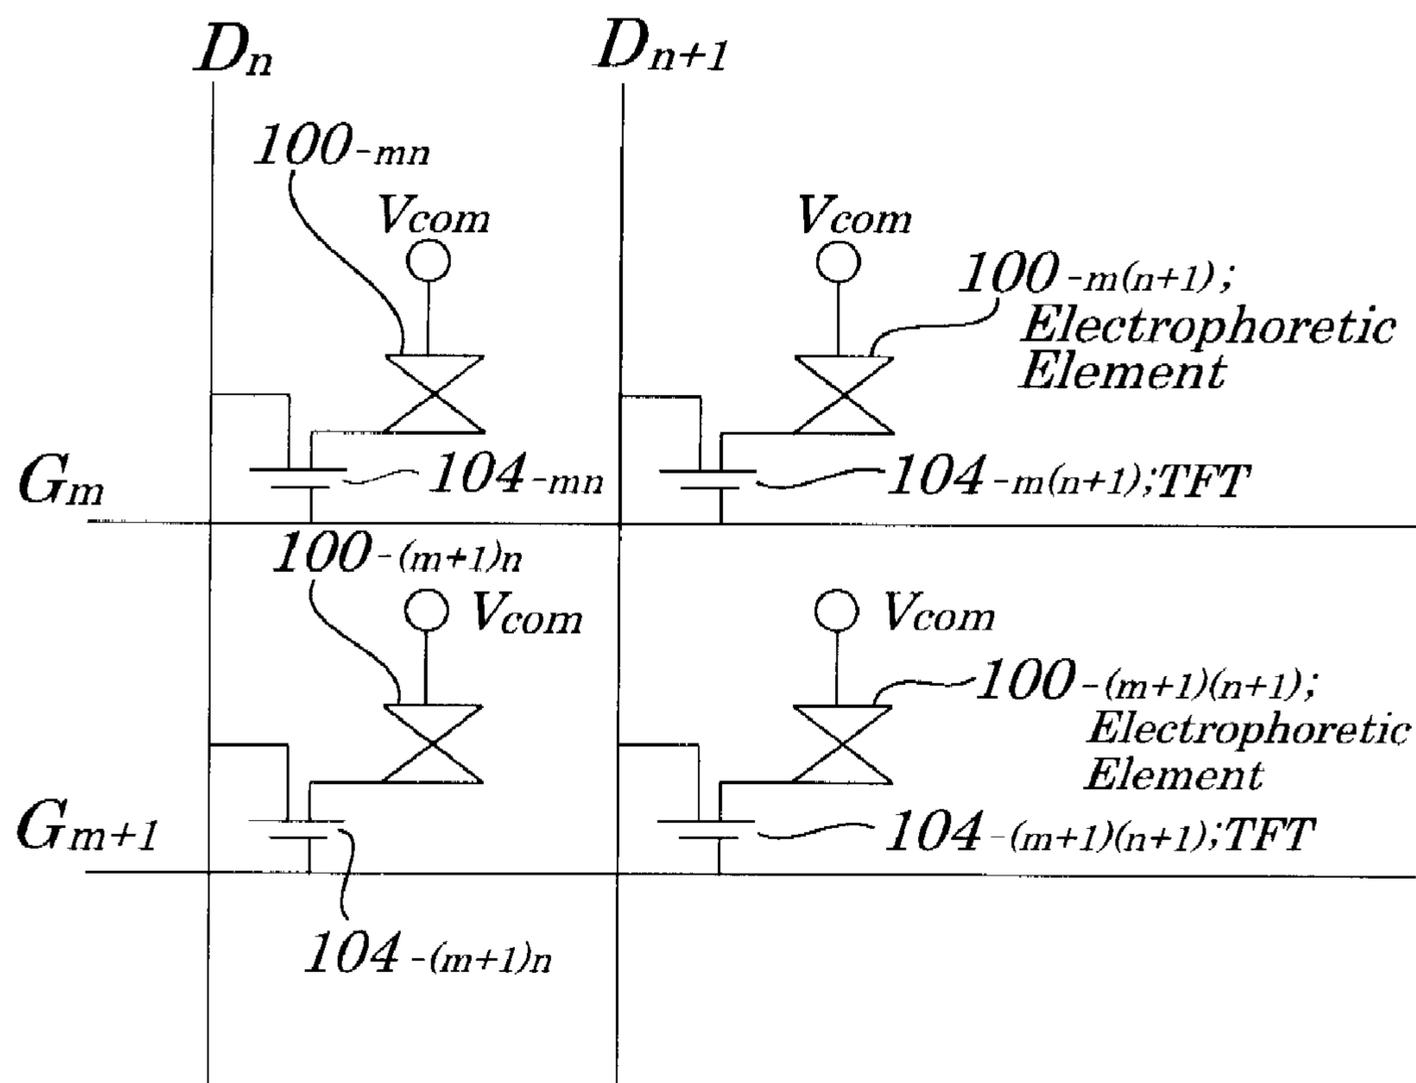 Dn
Dn+1
100-mn
Vcom
Vcom
100-m(n+1);
Electrophoretic
Element
Gm
104-mn
104-m(n+1);TFT
100-(m+1)n
Vcom
Vcom
100-(m+1)(n+1);
Electrophoretic
Element
Gm+1
104-(m+1)(n+1);TFT
104-(m+1)n